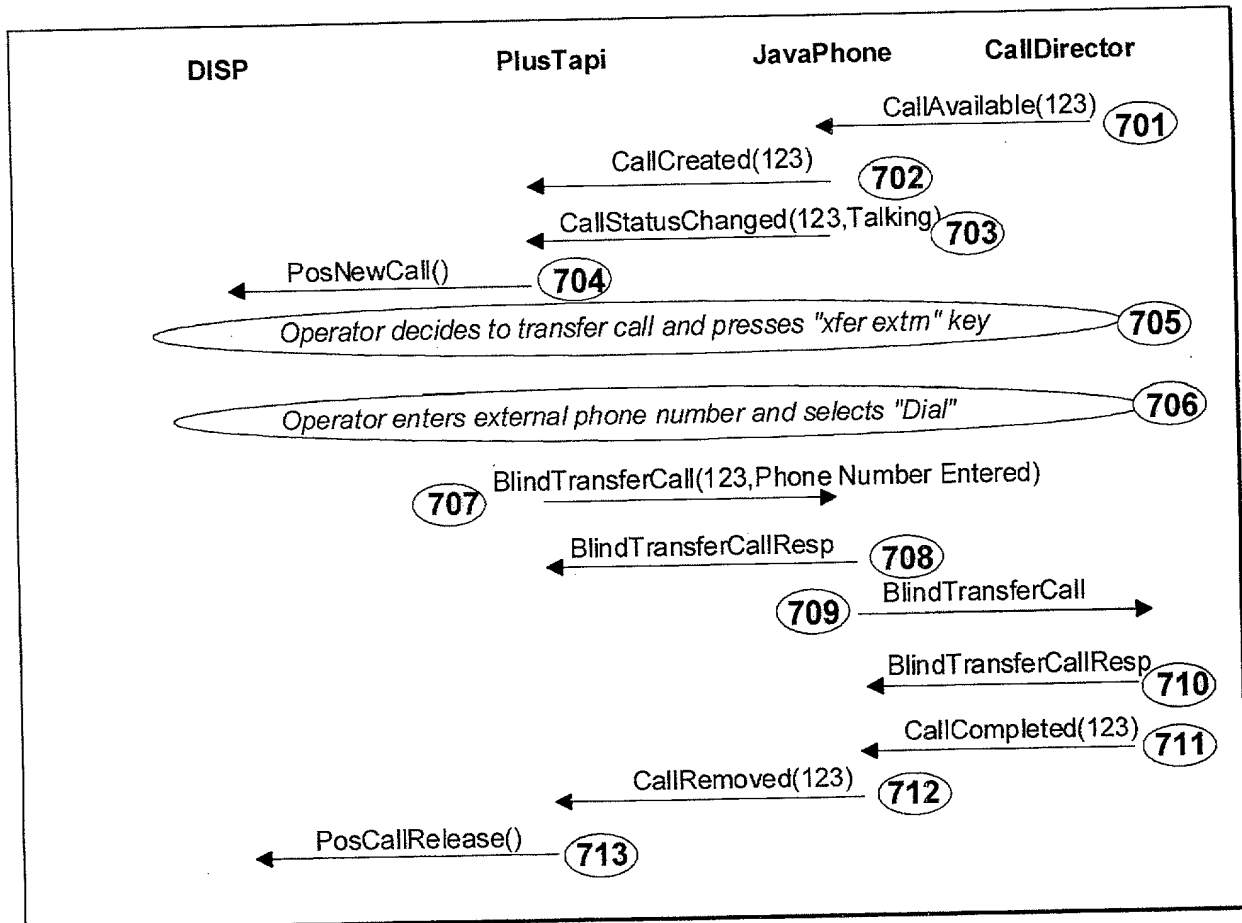 DISP PlusTapi JavaPhone CallDirector
CallAvailable(123) 701
CallCreated(123) 702
CallStatusChanged(123,Talking) 703
PosNewCall() 704
Operator decides to transfer call and presses "xfer extrn" key 705
Operator enters external phone number and selects "Dial" 706
707 BlindTransferCall(123,Phone Number Entered)
BlindTransferCallResp 708
709 BlindTransferCall
BlindTransferCallResp 710
CallCompleted(123) 711
CallRemoved(123) 712
PosCallRelease() 713